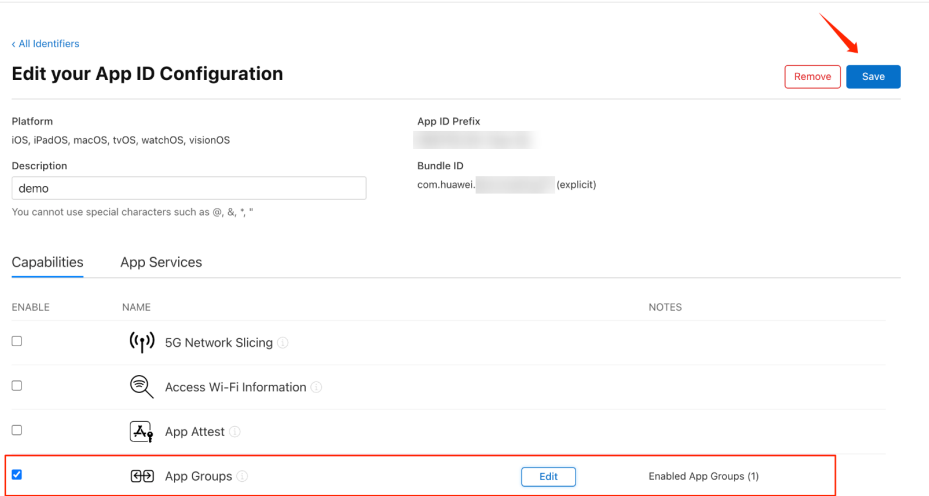 ‹ All Identifiers
Edit your App ID Configuration
Remove
Save
Platform
App ID Prefix
iOS, iPadOS, macOS, tvOS, watchOS, visionOS
Description
Bundle ID
demo
com.huawei. (explicit)
You cannot use special characters such as @, &, *, "
Capabilities
App Services
ENABLE NAME NOTES
5G Network Slicing
Access Wi-Fi Information
App Attest
App Groups Edit Enabled App Groups (1)